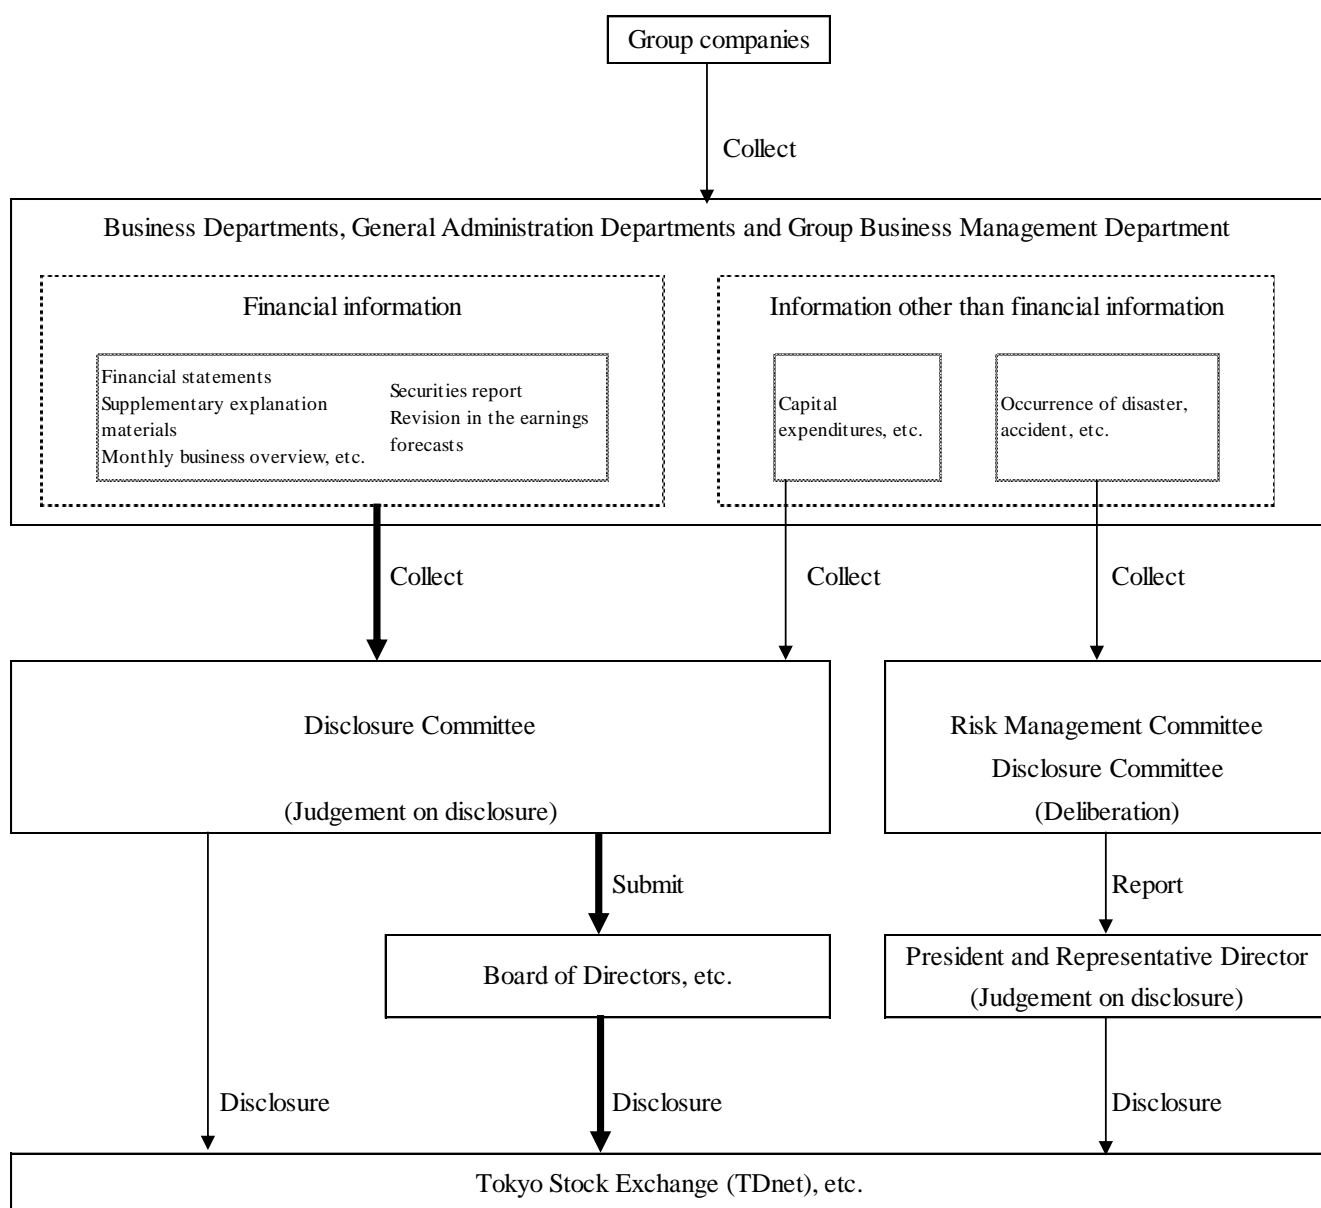 Group companies
Collect
Business Departments, General Administration Departments and Group Business Management Department
Financial information
Financial statements
Supplementary explanation
materials
Monthly business overview, etc.
Securities report
Revision in the earnings
forecasts
Information other than financial information
Capital
expenditures, etc.
Occurrence of disaster,
accident, etc.
Collect
Collect
Collect
Disclosure Committee
(Judgement on disclosure)
Risk Management Committee
Disclosure Committee
(Deliberation)
Submit
Report
Board of Directors, etc.
President and Representative Director
(Judgement on disclosure)
Disclosure
Disclosure
Disclosure
Tokyo Stock Exchange (TDnet), etc.